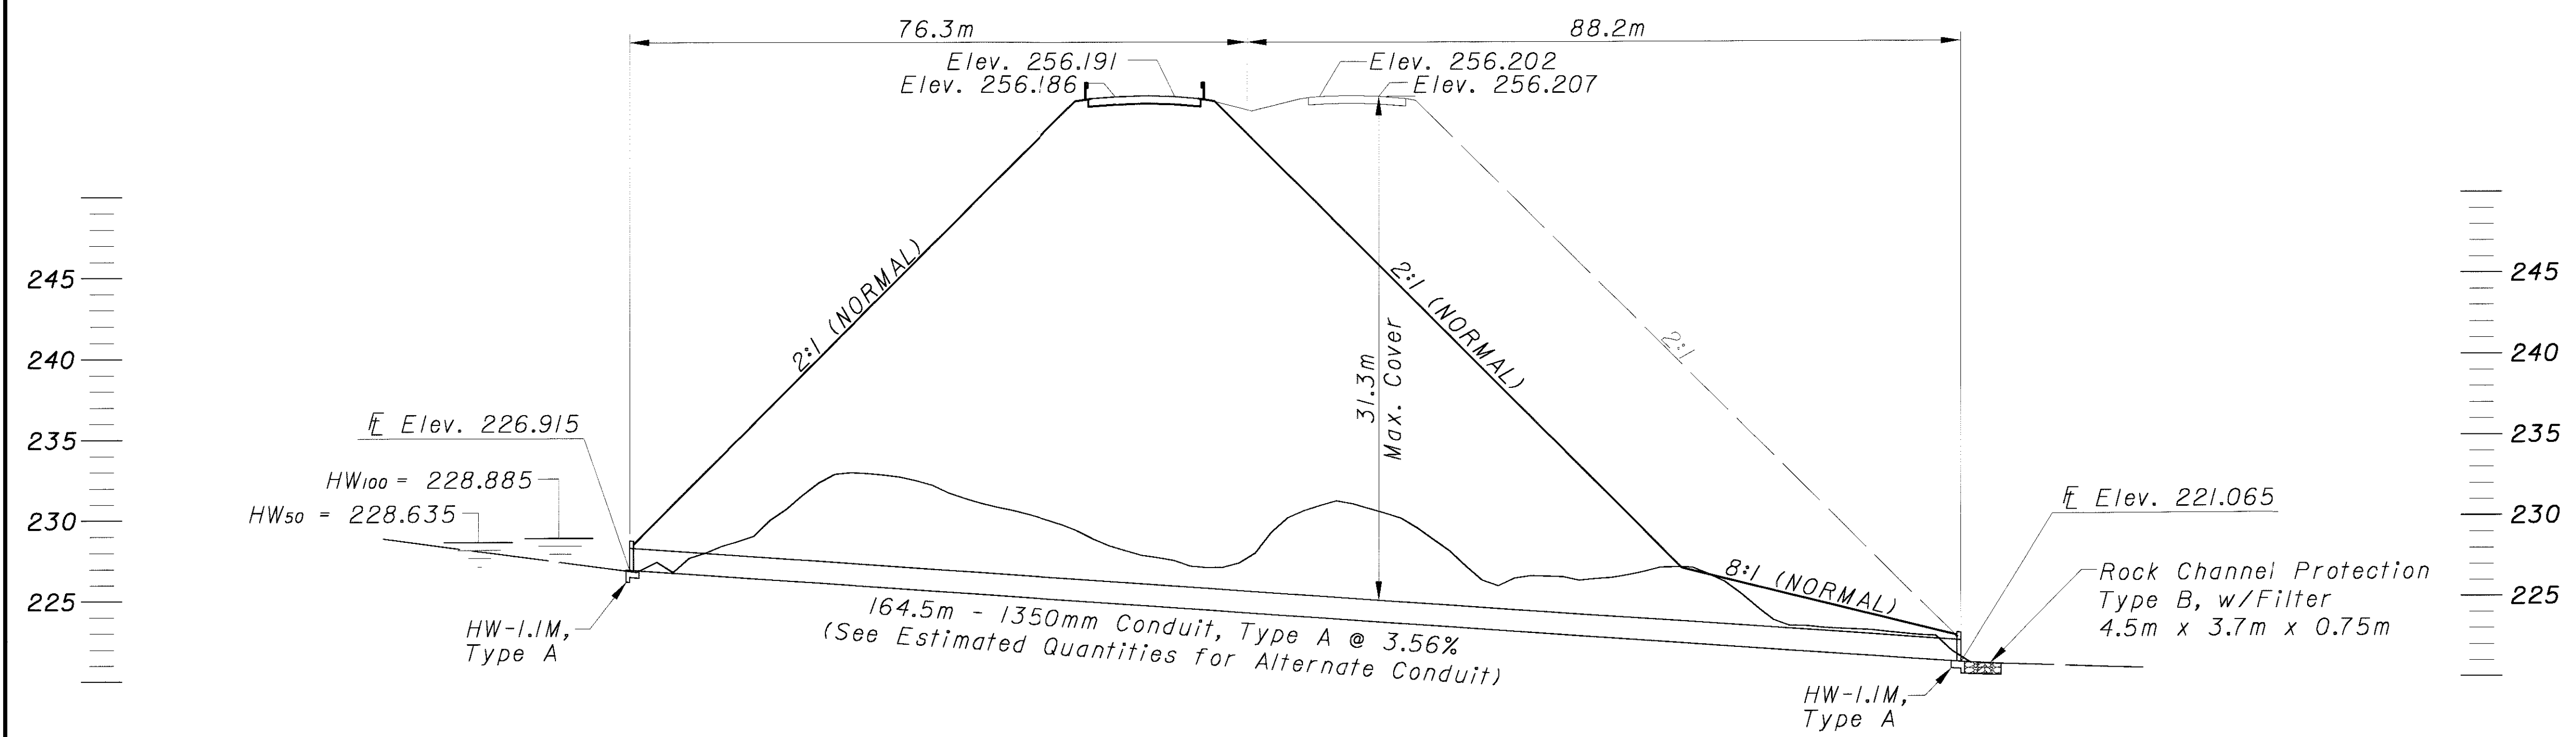 76.3m
88.2m
Elev. 256.191
Elev. 256.202
Elev. 256.186
Elev. 256.207
2:1 (NORMAL)
2:1 (NORMAL)
2:1
31.3m
Max. Cover
245
240
235
230
225
245
240
235
230
225
℄ Elev. 226.915
HW100 = 228.885
HW50 = 228.635
8:1 (NORMAL)
℄ Elev. 221.065
Rock Channel Protection
Type B, w/Filter
4.5m x 3.7m x 0.75m
164.5m - 1350mm Conduit, Type A @ 3.56%
(See Estimated Quantities for Alternate Conduit)
HW-1.1M,
Type A
HW-1.1M,
Type A